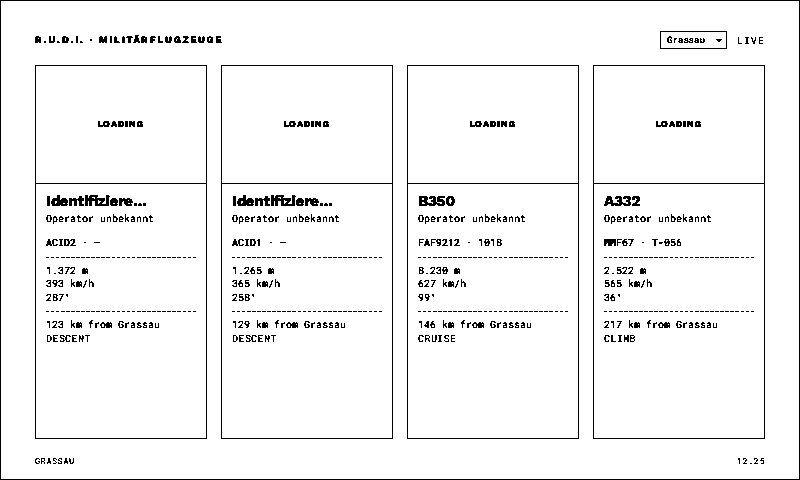 R.U.D.I. · MILITÄRFLUGZEUGE
Grassau
LIVE
LOADING
Identifiziere...
Operator unbekannt
ACID2 · —
1.372 m
393 km/h
287°
123 km from Grassau
DESCENT
LOADING
Identifiziere...
Operator unbekannt
ACID1 · —
1.265 m
365 km/h
258°
129 km from Grassau
DESCENT
LOADING
B350
Operator unbekannt
FAF9212 · 1018
8.230 m
627 km/h
99°
146 km from Grassau
CRUISE
LOADING
A332
Operator unbekannt
MMF67 · T-056
2.522 m
565 km/h
36°
217 km from Grassau
CLIMB
GRASSAU
12.25